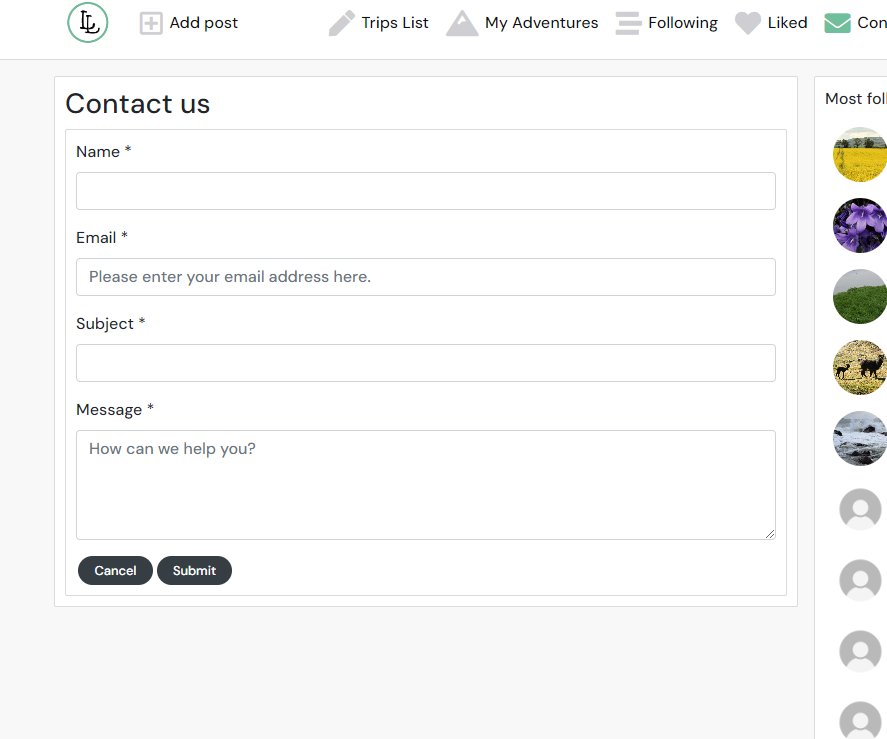 LL Add post Trips List My Adventures Following Liked Con
Contact us
Most foll
Name *
Email *
Please enter your email address here.
Subject *
Message *
How can we help you?
Cancel Submit